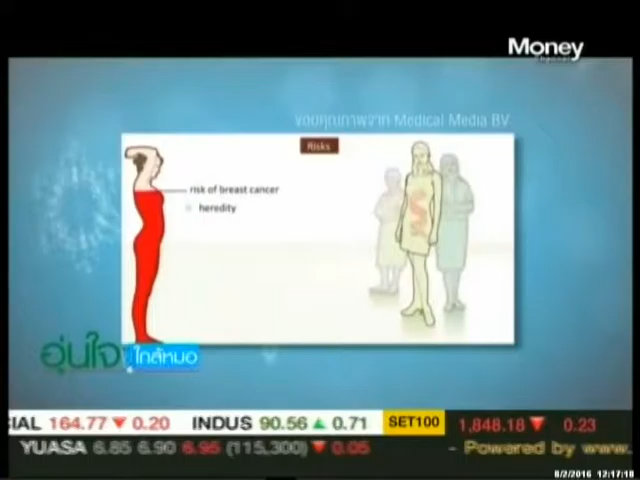 Money
channel
ขอบคุณภาพจาก Medical Media BV
Risks
risk of breast cancer
heredity
อุ่นใจ
ใกล้หมอ
CIAL 164.77 ▼ 0.20 INDUS 90.56 ▲ 0.71 SET100 1,848.18 ▼ 0.23
YUASA 6.85 6.90 6.95 (115,300) ▼ 0.05 - Powered by www.
8/2/2016 12:17:18